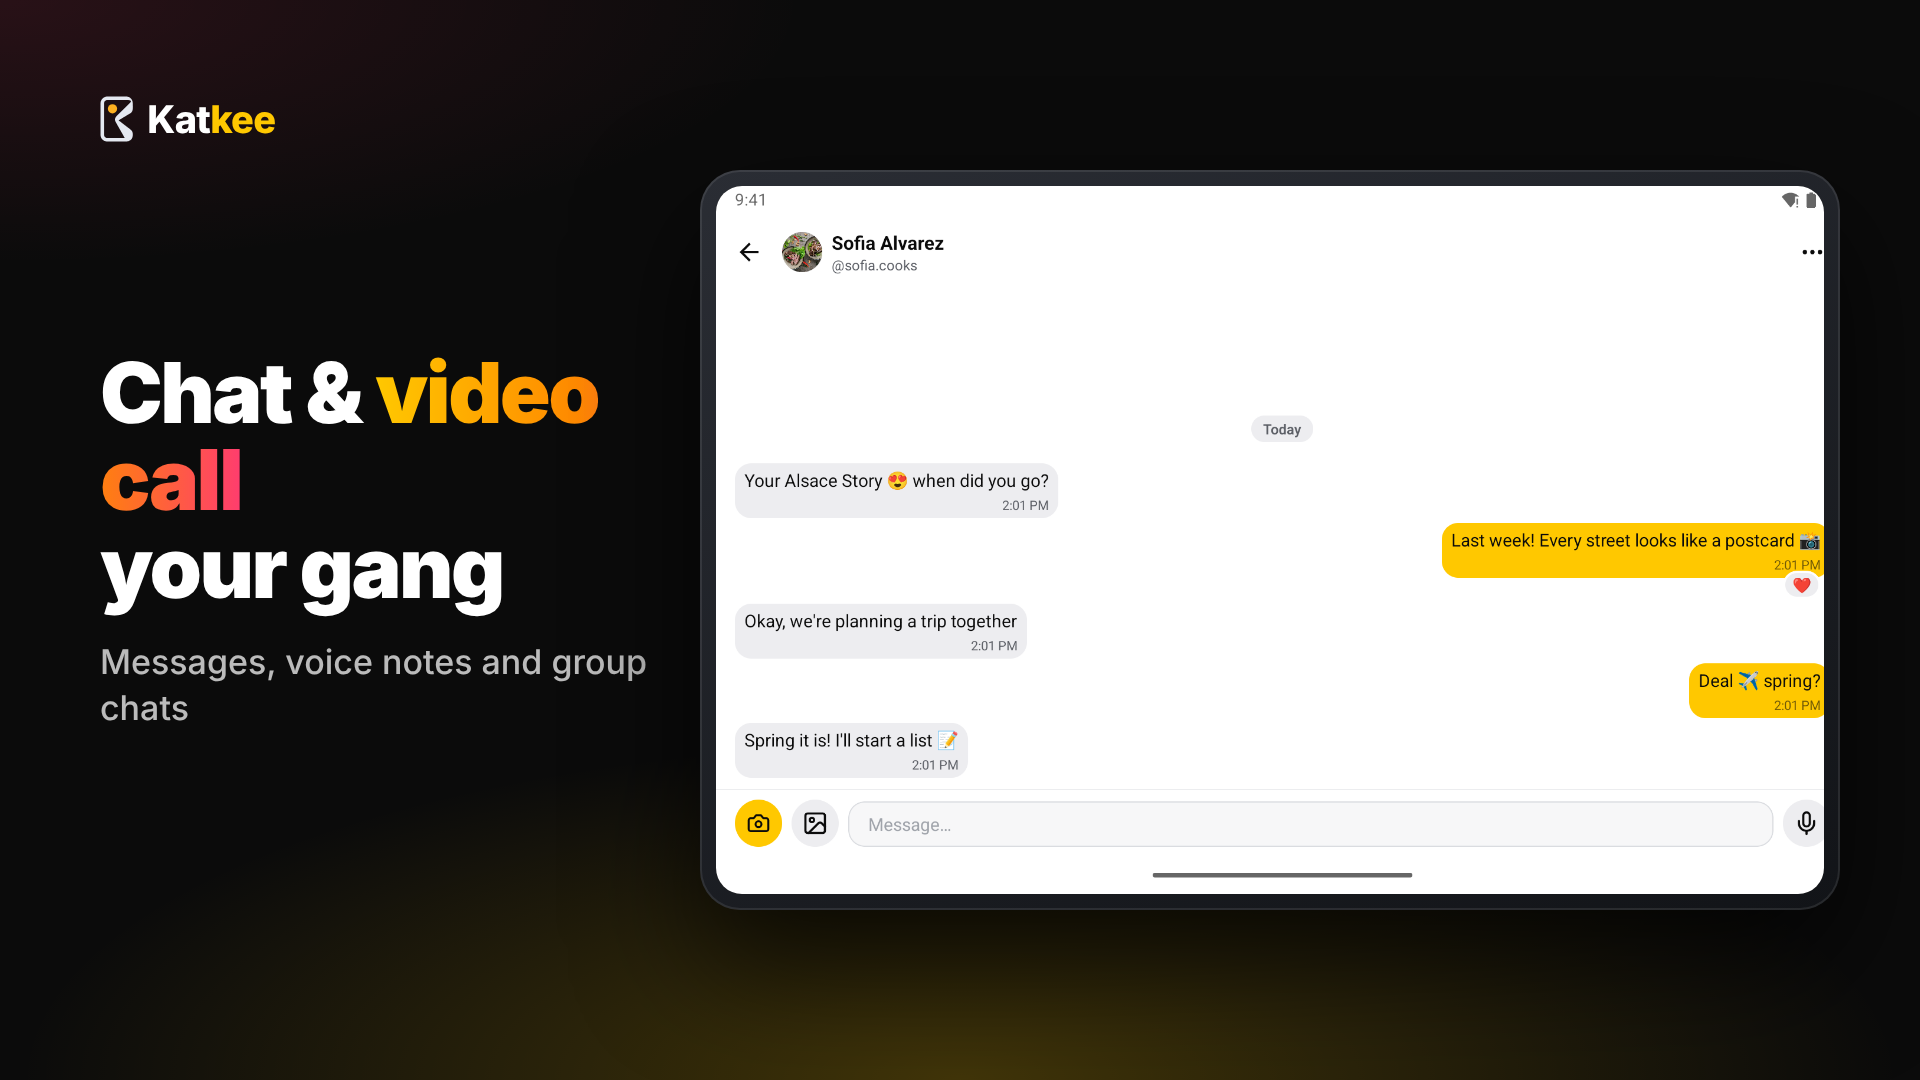 Katkee
Chat & video
call
your gang
Messages, voice notes and group
chats
9:41
Sofia Alvarez
@sofia.cooks
Today
Your Alsace Story 😍 when did you go?
2:01 PM
Last week! Every street looks like a postcard 📸
2:01 PM
❤️
Okay, we're planning a trip together
2:01 PM
Deal ✈️ spring?
2:01 PM
Spring it is! I'll start a list 📝
2:01 PM
Message...